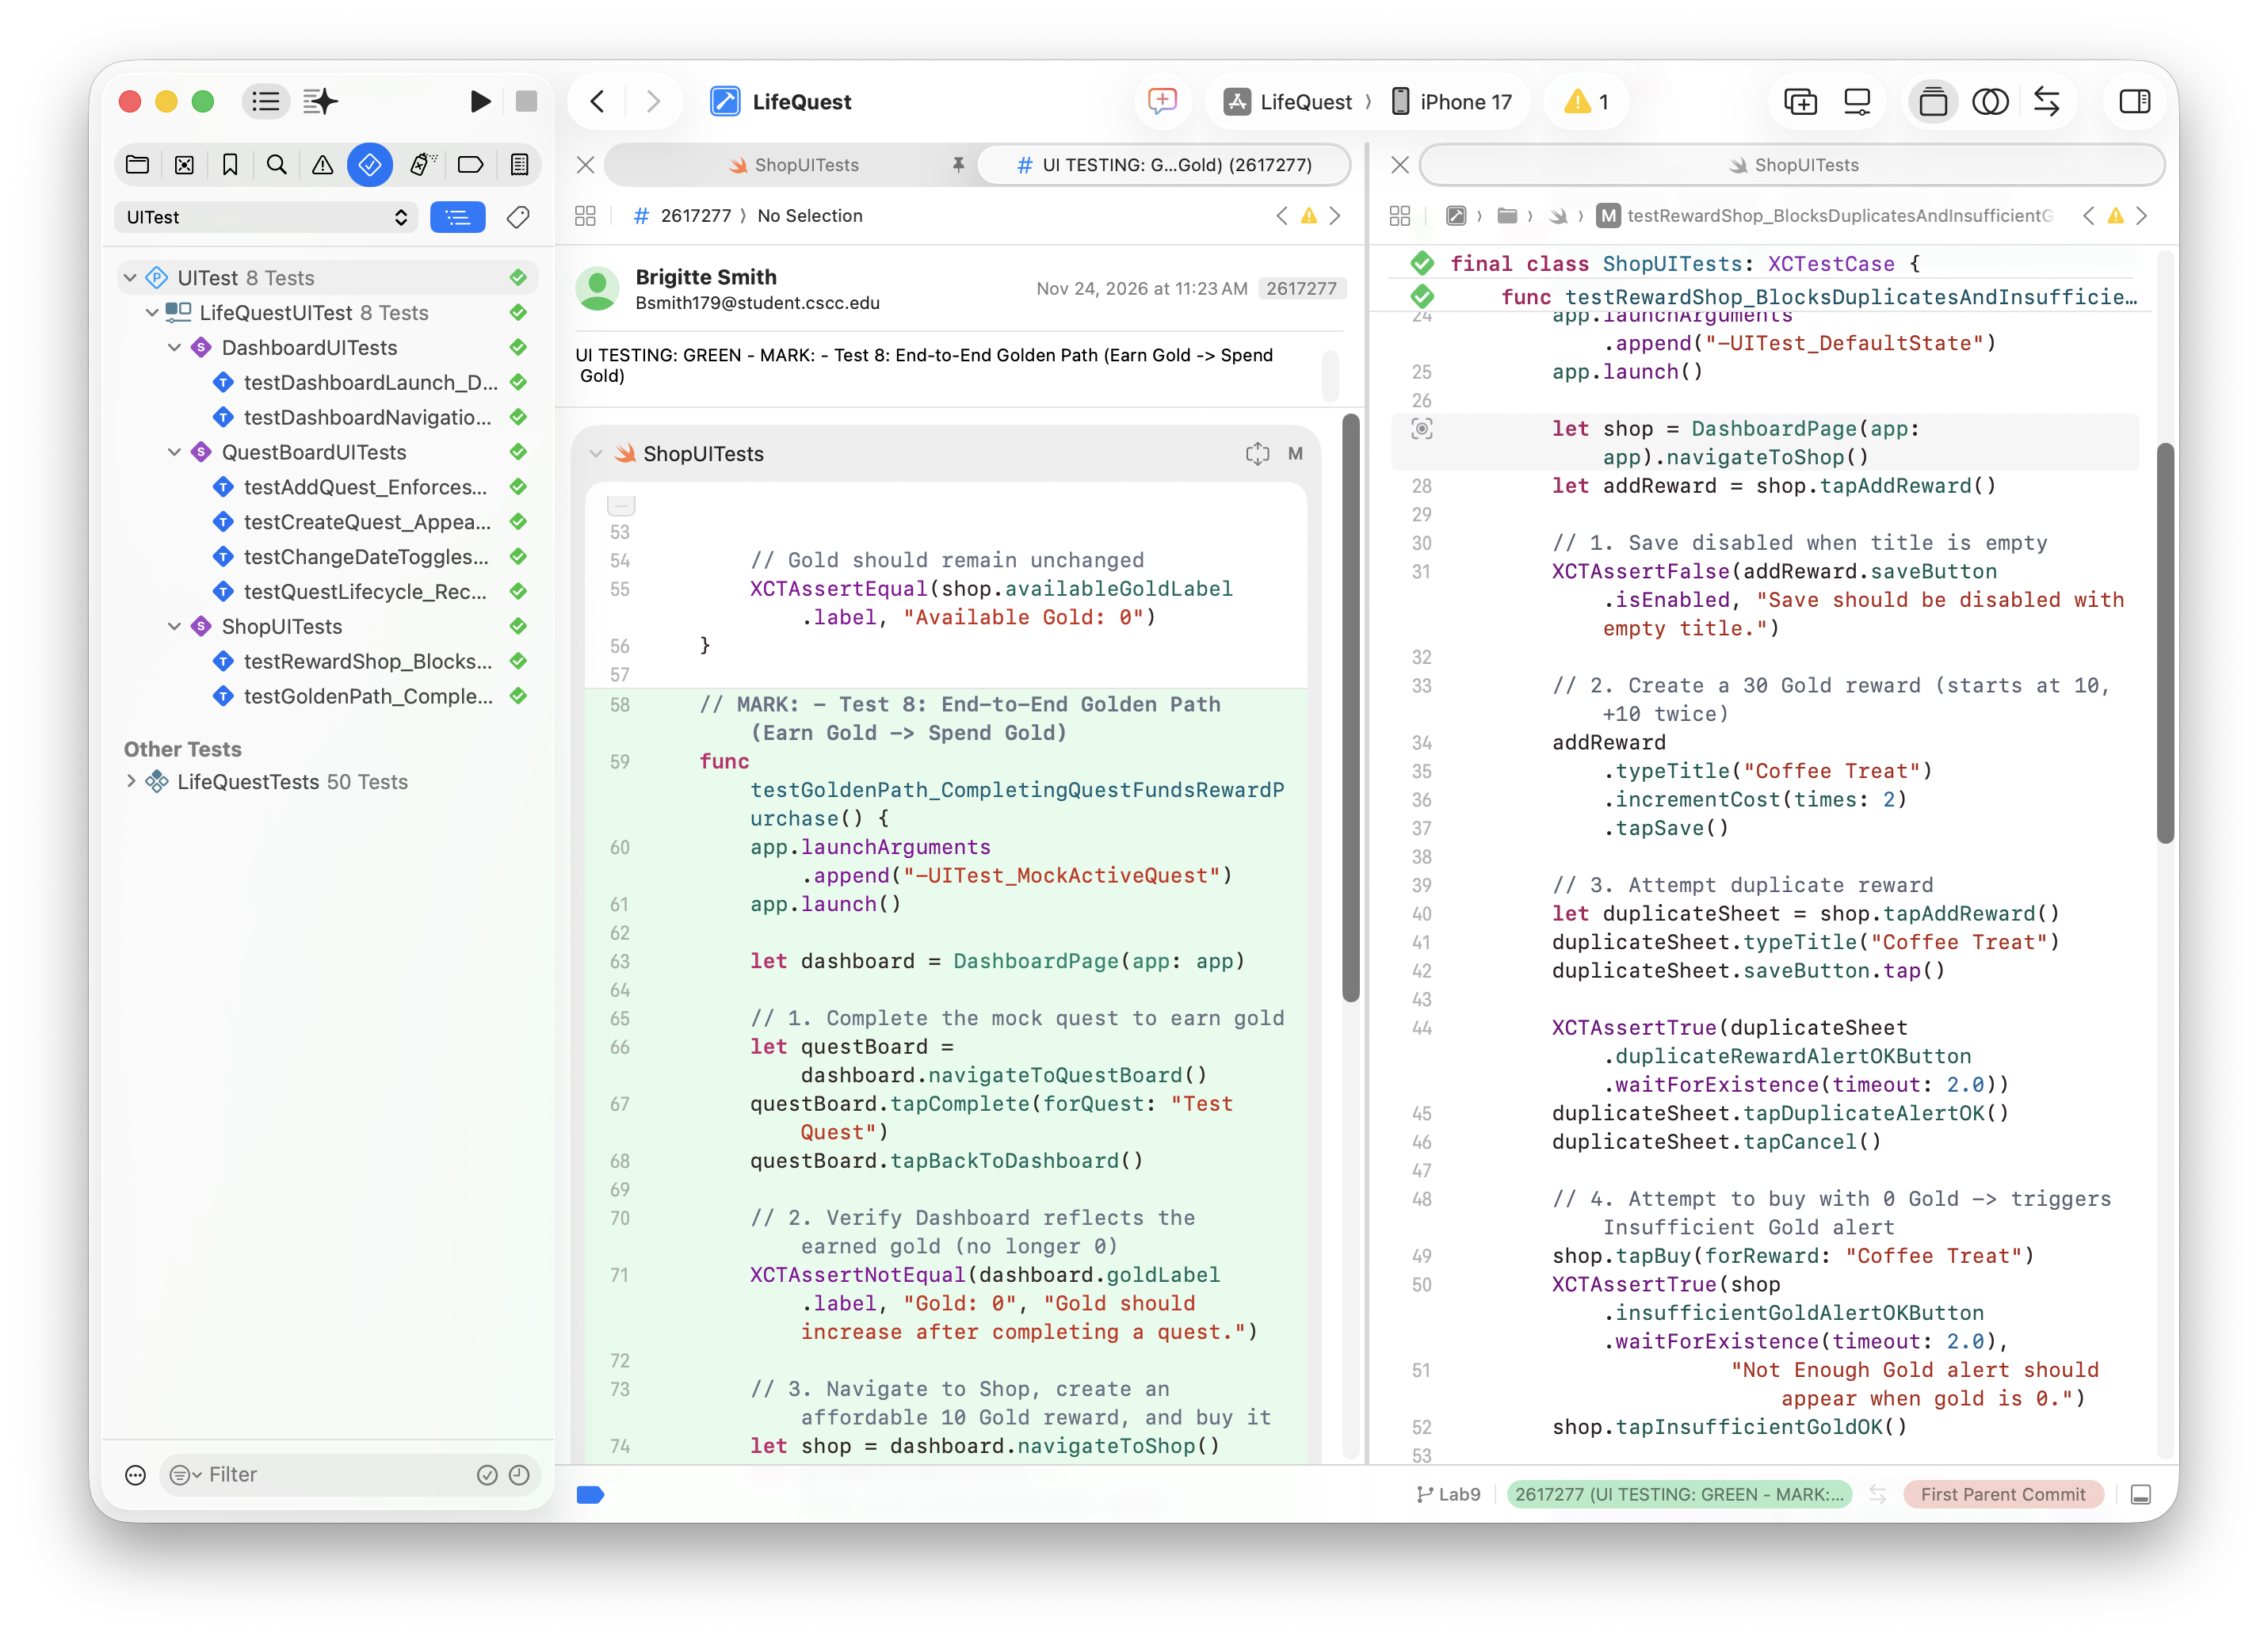 LifeQuest
LifeQuest
iPhone 17
1
UITest
UITest 8 Tests
LifeQuestUITest 8 Tests
DashboardUITests
testDashboardLaunch_D...
testDashboardNavigatio...
QuestBoardUITests
testAddQuest_Enforces...
testCreateQuest_Appea...
testChangeDateToggles...
testQuestLifecycle_Rec...
ShopUITests
testRewardShop_Blocks...
testGoldenPath_Comple...
Other Tests
LifeQuestTests 50 Tests
Filter
ShopUITests
# UI TESTING: G...Gold) (2617277)
# 2617277 〉 No Selection
Brigitte Smith
Bsmith179@student.cscc.edu
Nov 24, 2026 at 11:23 AM 2617277
UI TESTING: GREEN - MARK: - Test 8: End-to-End Golden Path (Earn Gold -> Spend
Gold)
ShopUITests
M
53
54 // Gold should remain unchanged
55 XCTAssertEqual(shop.availableGoldLabel
.label, "Available Gold: 0")
56 }
57
58 // MARK: - Test 8: End-to-End Golden Path
(Earn Gold -> Spend Gold)
59 func
testGoldenPath_CompletingQuestFundsRewardP
urchase() {
60 app.launchArguments
.append("-UITest_MockActiveQuest")
61 app.launch()
62
63 let dashboard = DashboardPage(app: app)
64
65 // 1. Complete the mock quest to earn gold
66 let questBoard =
dashboard.navigateToQuestBoard()
67 questBoard.tapComplete(forQuest: "Test
Quest")
68 questBoard.tapBackToDashboard()
69
70 // 2. Verify Dashboard reflects the
earned gold (no longer 0)
71 XCTAssertNotEqual(dashboard.goldLabel
.label, "Gold: 0", "Gold should
increase after completing a quest.")
72
73 // 3. Navigate to Shop, create an
affordable 10 Gold reward, and buy it
74 let shop = dashboard.navigateToShop()
ShopUITests
M testRewardShop_BlocksDuplicatesAndInsufficientG
final class ShopUITests: XCTestCase {
func testRewardShop_BlocksDuplicatesAndInsufficie...
24 app.launchArguments
.append("-UITest_DefaultState")
25 app.launch()
26
let shop = DashboardPage(app:
app).navigateToShop()
28 let addReward = shop.tapAddReward()
29
30 // 1. Save disabled when title is empty
31 XCTAssertFalse(addReward.saveButton
.isEnabled, "Save should be disabled with
empty title.")
32
33 // 2. Create a 30 Gold reward (starts at 10,
+10 twice)
34 addReward
35 .typeTitle("Coffee Treat")
36 .incrementCost(times: 2)
37 .tapSave()
38
39 // 3. Attempt duplicate reward
40 let duplicateSheet = shop.tapAddReward()
41 duplicateSheet.typeTitle("Coffee Treat")
42 duplicateSheet.saveButton.tap()
43
44 XCTAssertTrue(duplicateSheet
.duplicateRewardAlertOKButton
.waitForExistence(timeout: 2.0))
45 duplicateSheet.tapDuplicateAlertOK()
46 duplicateSheet.tapCancel()
47
48 // 4. Attempt to buy with 0 Gold -> triggers
Insufficient Gold alert
49 shop.tapBuy(forReward: "Coffee Treat")
50 XCTAssertTrue(shop
.insufficientGoldAlertOKButton
.waitForExistence(timeout: 2.0),
51 "Not Enough Gold alert should
appear when gold is 0.")
52 shop.tapInsufficientGoldOK()
53
Lab9
2617277 (UI TESTING: GREEN - MARK:...
First Parent Commit